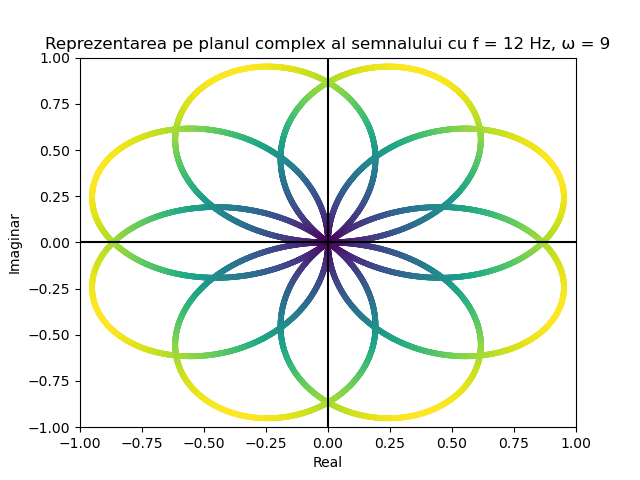 Reprezentarea pe planul complex al semnalului cu f = 12 Hz, ω = 9
1.00
0.75
0.50
0.25
0.00
−0.25
−0.50
−0.75
−1.00
Imaginar
−1.00 −0.75 −0.50 −0.25 0.00 0.25 0.50 0.75 1.00
Real